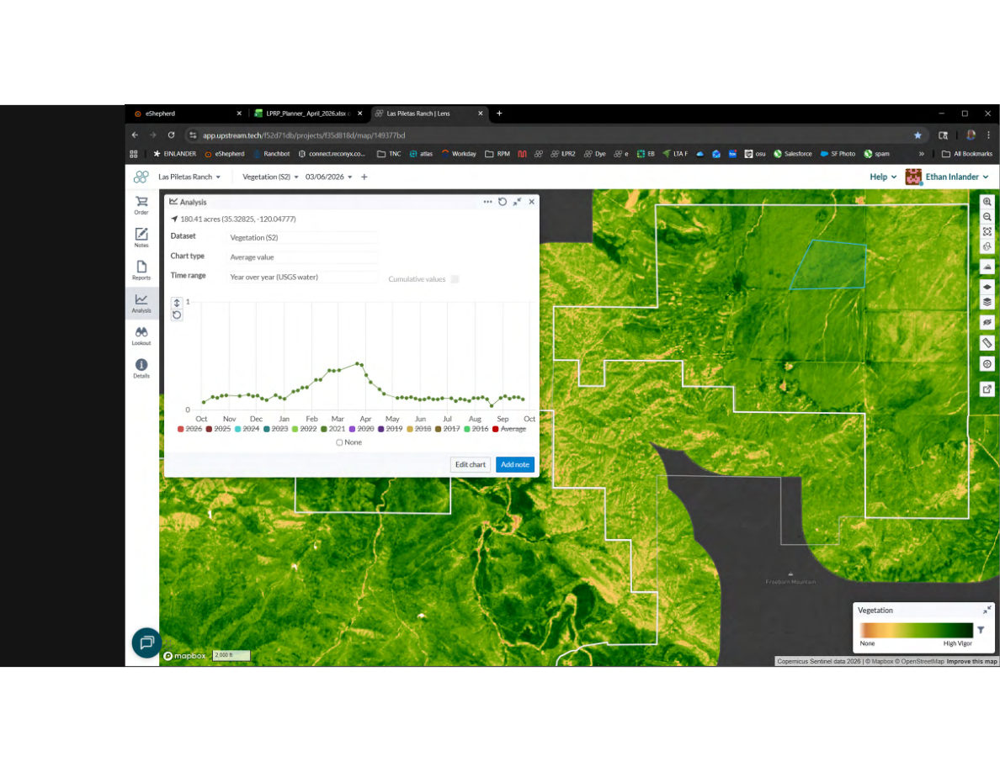 eShepherd
LPRP_Planner_ April_2026.xlsx
Las Piletas Ranch | Lens
app.upstream.tech/f52d71db/projects/f35d818d/map/149377bd
EINLANDER eShepherd Ranchbot connect.reconyx.co... TNC atlas Workday RPM LPR2 Dye e EB LTA F osu Salesforce SF Photo spam » All Bookmarks
Las Piletas Ranch Vegetation (S2) 03/06/2026 +
Help Ethan Inlander
Order
Notes
Reports
Analysis
Lookout
Details
Analysis
180.41 acres (35.32825, -120.04777)
Dataset Vegetation (S2)
Chart type Average value
Time range Year over year (USGS water) Cumulative values
1
0
Oct Nov Dec Jan Feb Mar Apr May Jun Jul Aug Sep Oct
2026 2025 2024 2023 2022 2021 2020 2019 2018 2017 2016 Average
None
Edit chart Add note
Freeborn Mountain
Vegetation
None High Vigor
mapbox 2,000 ft
Copernicus Sentinel data 2026 | © Mapbox © OpenStreetMap Improve this map